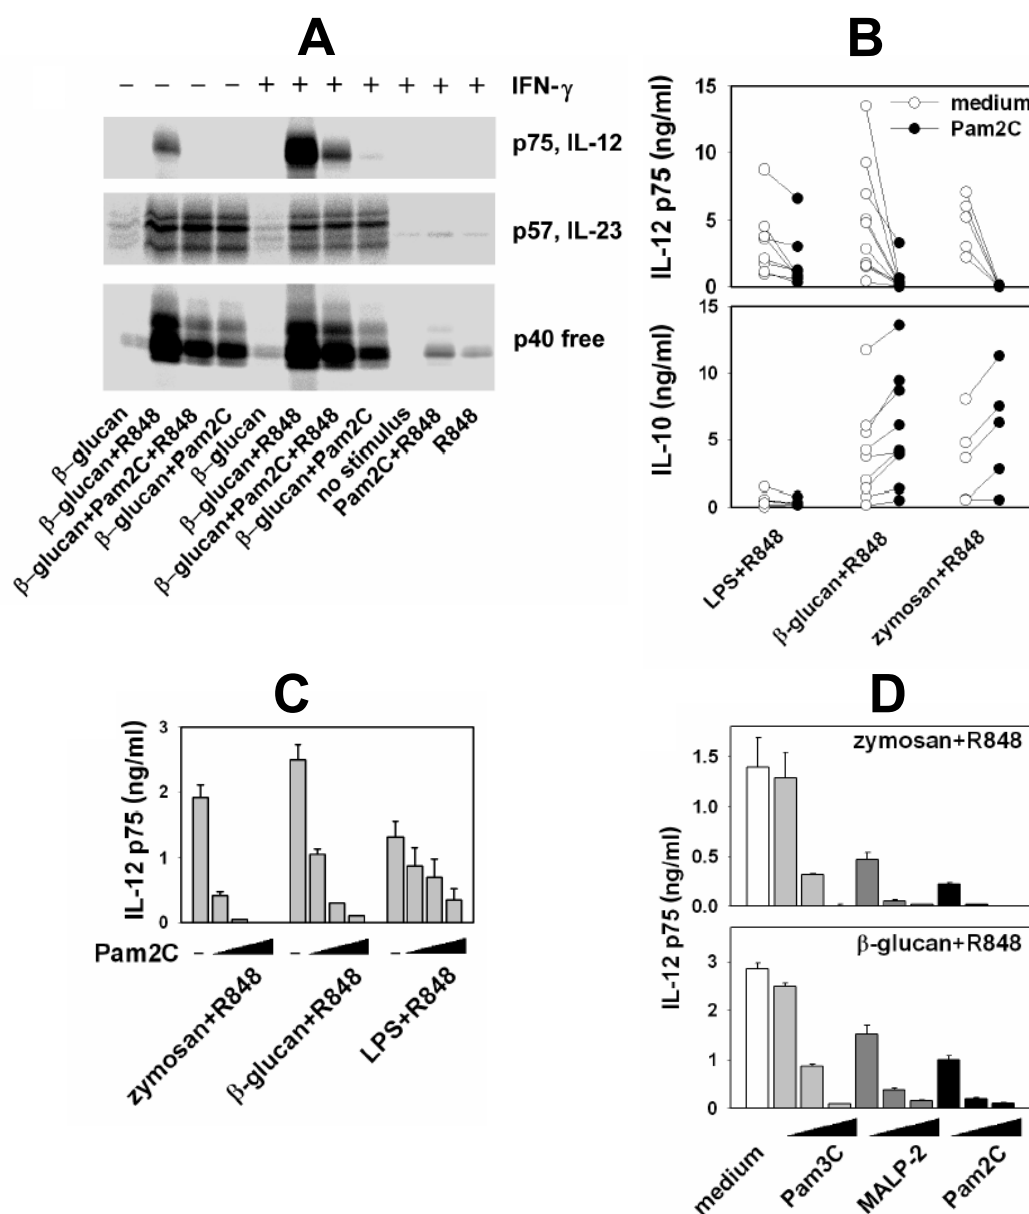 A
− − − − + + + + + + + IFN-γ
p75, IL-12
p57, IL-23
p40 free
β–glucan
β–glucan+R848
β–glucan+Pam2C+R848
β–glucan+Pam2C
β–glucan
β–glucan+R848
β–glucan+Pam2C+R848
β–glucan+Pam2C
no stimulus
Pam2C+R848
R848
B
IL-12 p75 (ng/ml)
15
10
5
0
medium
Pam2C
IL-10 (ng/ml)
15
10
5
0
LPS+R848
β-glucan+R848
zymosan+R848
C
IL-12 p75 (ng/ml)
3
2
1
0
Pam2C – – –
zymosan+R848
β-glucan+R848
LPS+R848
D
IL-12 p75 (ng/ml)
zymosan+R848
1.5
1.0
0.5
0.0
β-glucan+R848
3
2
1
0
medium
Pam3C
MALP-2
Pam2C